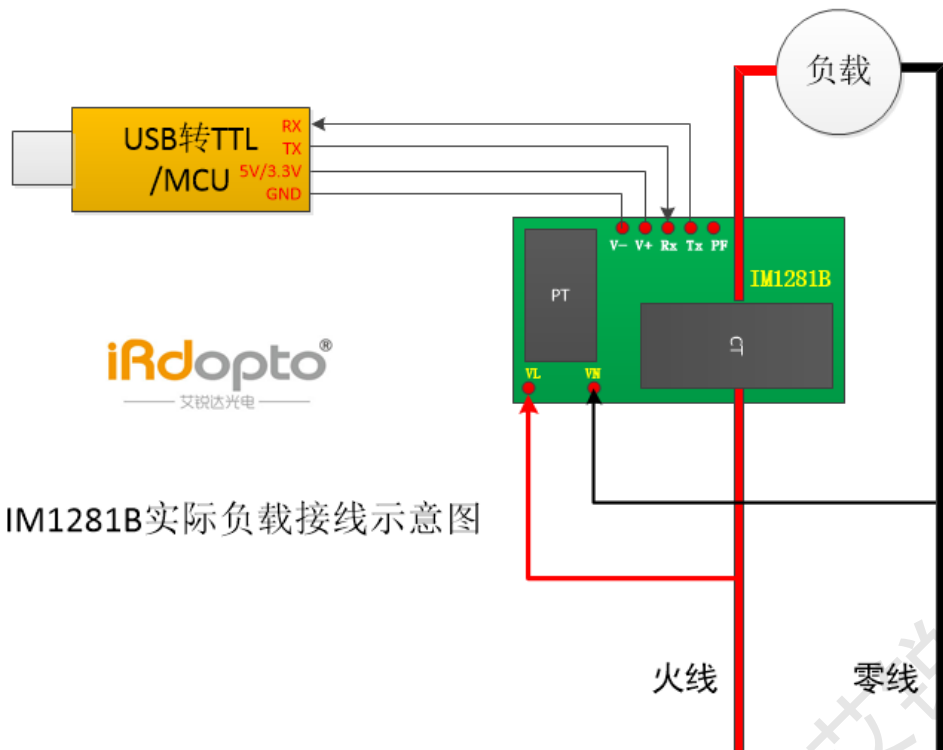 负载
USB转TTL
/MCU
RX
TX
5V/3.3V
GND
V- V+ Rx Tx PF
IM1281B
PT
CT
VL
VN
iRdopto®
艾锐达光电
IM1281B实际负载接线示意图
火线
零线
艾锐